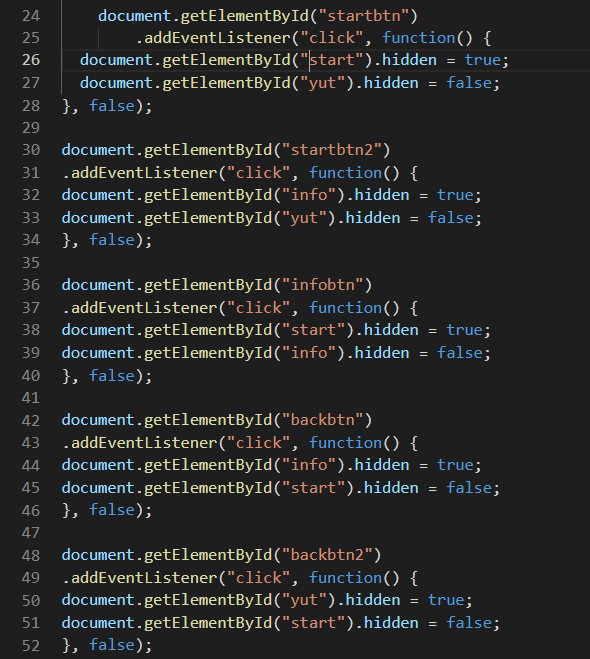 24 document.getElementById("startbtn")
25 .addEventListener("click", function() {
26 document.getElementById("start").hidden = true;
27 document.getElementById("yut").hidden = false;
28 }, false);
29
30 document.getElementById("startbtn2")
31 .addEventListener("click", function() {
32 document.getElementById("info").hidden = true;
33 document.getElementById("yut").hidden = false;
34 }, false);
35
36 document.getElementById("infobtn")
37 .addEventListener("click", function() {
38 document.getElementById("start").hidden = true;
39 document.getElementById("info").hidden = false;
40 }, false);
41
42 document.getElementById("backbtn")
43 .addEventListener("click", function() {
44 document.getElementById("info").hidden = true;
45 document.getElementById("start").hidden = false;
46 }, false);
47
48 document.getElementById("backbtn2")
49 .addEventListener("click", function() {
50 document.getElementById("yut").hidden = true;
51 document.getElementById("start").hidden = false;
52 }, false);